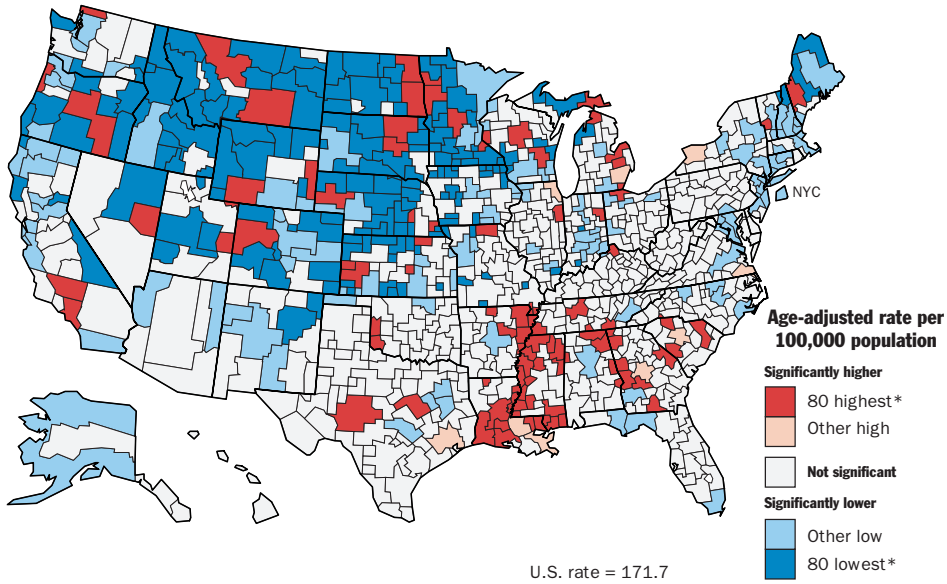 NYC
Age-adjusted rate per
100,000 population
Significantly higher
80 highest*
Other high
Not significant
Significantly lower
Other low
80 lowest*
U.S. rate = 171.7